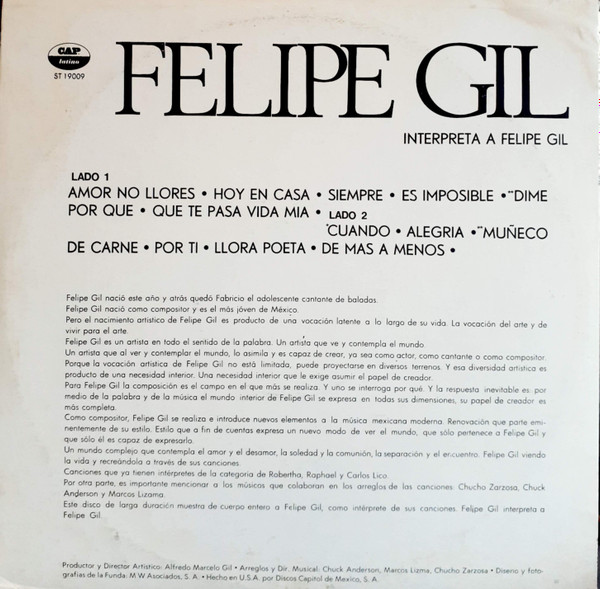 CAP
latino
ST 19009
FELIPE GIL
INTERPRETA A FELIPE GIL
LADO 1
AMOR NO LLORES • HOY EN CASA • SIEMPRE • ES IMPOSIBLE • **DIME
POR QUE • QUE TE PASA VIDA MIA • LADO 2
*CUANDO • ALEGRIA • **MUÑECO
DE CARNE • POR TI • LLORA POETA • DE MAS A MENOS •
Felipe Gil nació este año y atrás quedó Fabricio el adolescente cantante de baladas.
Felipe Gil nació como compositor y es el más jóven de México.
Pero el nacimiento artístico de Felipe Gil es producto de una vocación latente a lo largo de su vida. La vocación del arte y de
vivir para el arte.
Felipe Gil es un artista en todo el sentido de la palabra. Un artista que ve y contempla el mundo.
Un artista que al ver y contemplar el mundo, lo asimila y es capaz de crear, ya sea como actor, como cantante o como compositor.
Porque la vocación artística de Felipe Gil no está limitada, puede proyectarse en diversos terrenos. Y esa diversidad artística es
producto de una necesidad interior. Una necesidad interior que le exige asumir el papel de creador.
Para Felipe Gil la composición es el campo en el que más se realiza. Y uno se interroga por qué. Y la respuesta inevitable es: por
medio de la palabra y de la música el mundo interior de Felipe Gil se expresa en todas sus dimensiones, su papel de creador es
más completa.
Como compositor, Felipe Gil se realiza e introduce nuevos elementos a la música mexicana moderna. Renovación que parte emi-
nentemente de su estilo. Estilo que a fin de cuentas expresa un nuevo modo de ver el mundo, que sólo pertenece a Felipe Gil y
que sólo él es capaz de expresarlo.
Un mundo complejo que contempla el amor y el desamor, la soledad y la comunión, la separación y el encuentro. Felipe Gil viendo
la vida y recreándola a través de sus canciones.
Canciones que ya tienen intérpretes de la categoría de Robertha, Raphael y Carlos Lico.
Por otra parte, es importante mencionar a los músicos que colaboran en los arreglos de las canciones Chucho Zarzosa, Chuck
Anderson y Marcos Lizama.
Este disco de larga duración muestra de cuerpo entero a Felipe Gil, como intérprete de sus canciones. Felipe Gil interpreta a
Felipe Gil.
Productor y Director Artístico: Alfredo Marcelo Gil • Arreglos y Dir. Musical: Chuck Anderson, Marcos Lizma, Chucho Zarzosa • Diseño y foto-
grafías de la Funda: M W Asociados, S. A. • Hecho en U.S.A. por Discos Capitol de Mexico, S. A.